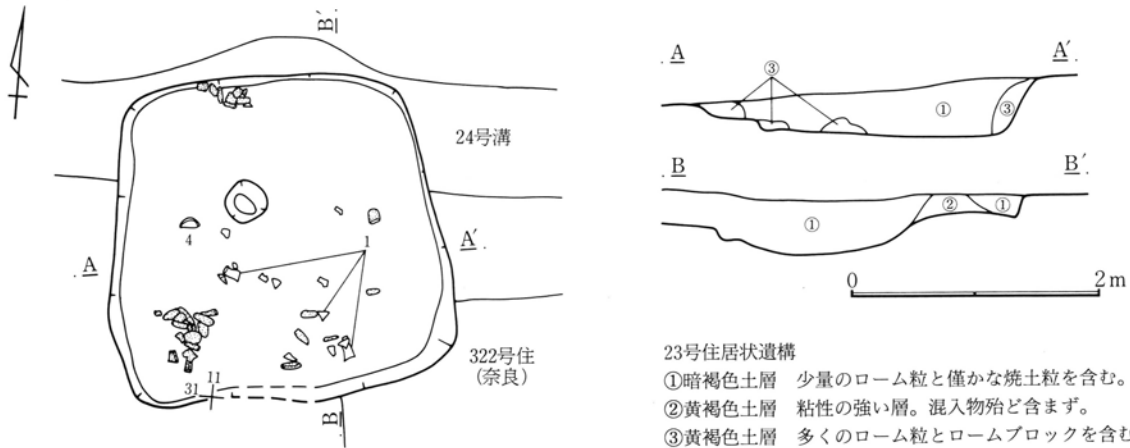 B′
24号溝
4
1
A
A′
322号住
(奈良)
31
11
B
A
A′
③
①
③
B
B′
①
②
①
0
2m
23号住居状遺構
①暗褐色土層 少量のローム粒と僅かな焼土粒を含む。
②黄褐色土層 粘性の強い層。混入物殆ど含まず。
③黄褐色土層 多くのローム粒とロームブロックを含む